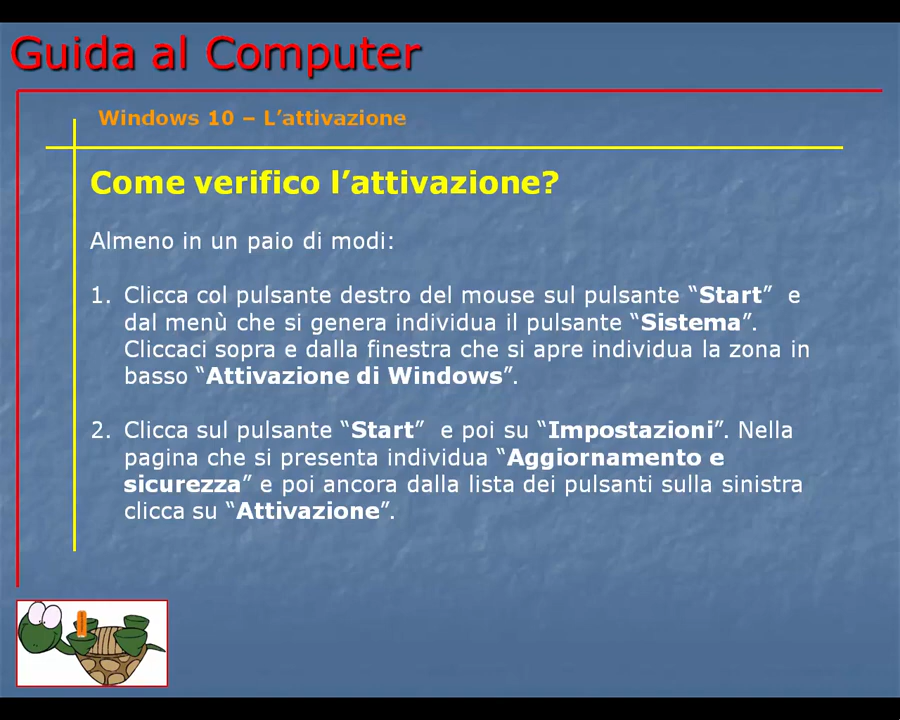 Guida al Computer
Windows 10 – L’attivazione
Come verifico l’attivazione?
Almeno in un paio di modi:
1. Clicca col pulsante destro del mouse sul pulsante “Start” e
dal menù che si genera individua il pulsante “Sistema”.
Cliccaci sopra e dalla finestra che si apre individua la zona in
basso “Attivazione di Windows”.
2. Clicca sul pulsante “Start” e poi su “Impostazioni”. Nella
pagina che si presenta individua “Aggiornamento e
sicurezza” e poi ancora dalla lista dei pulsanti sulla sinistra
clicca su “Attivazione”.